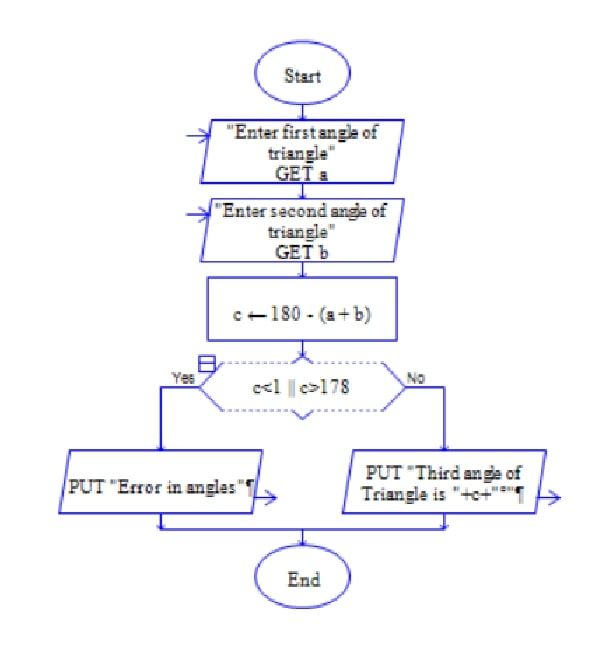 Start
"Enter first angle of
triangle"
GET a
"Enter second angle of
triangle"
GET b
c ← 180 - (a + b)
Yes
c<1 || c>178
No
PUT "Error in angles"¶
PUT "Third angle of
Triangle is "+c+"°"¶
End